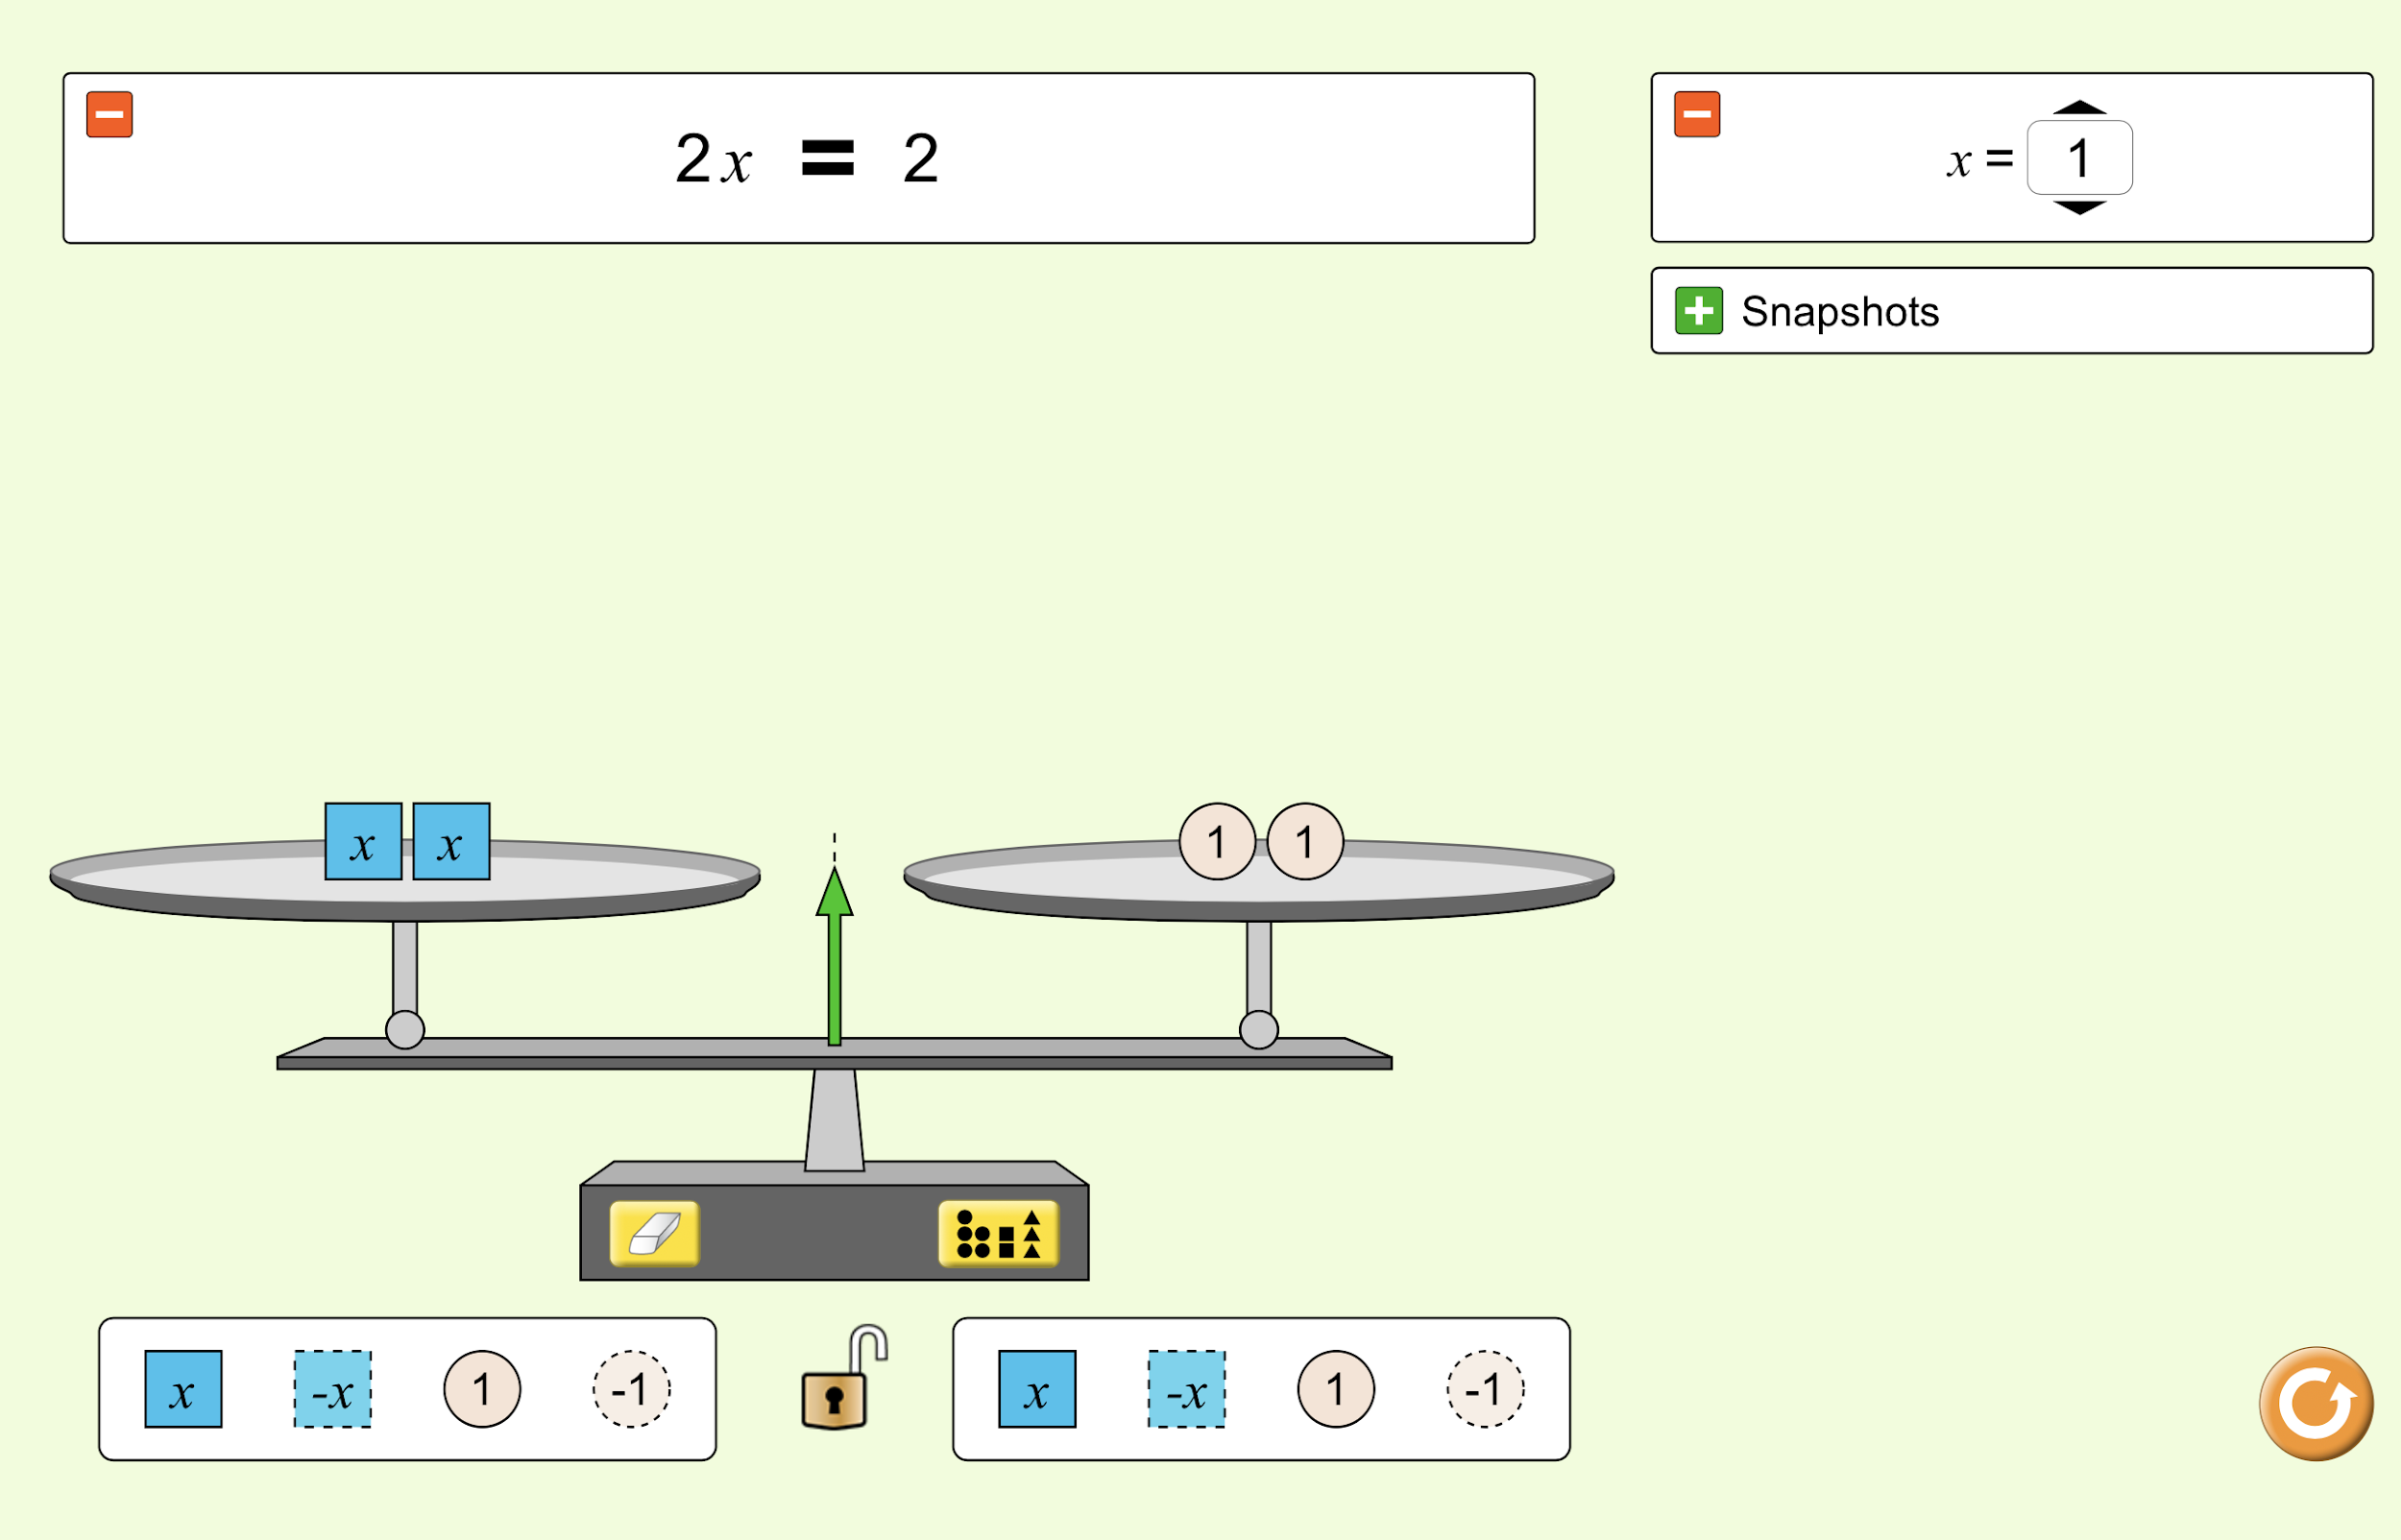 2x = 2
x = 1
Snapshots
x x 1 1
x -x 1 -1 x -x 1 -1